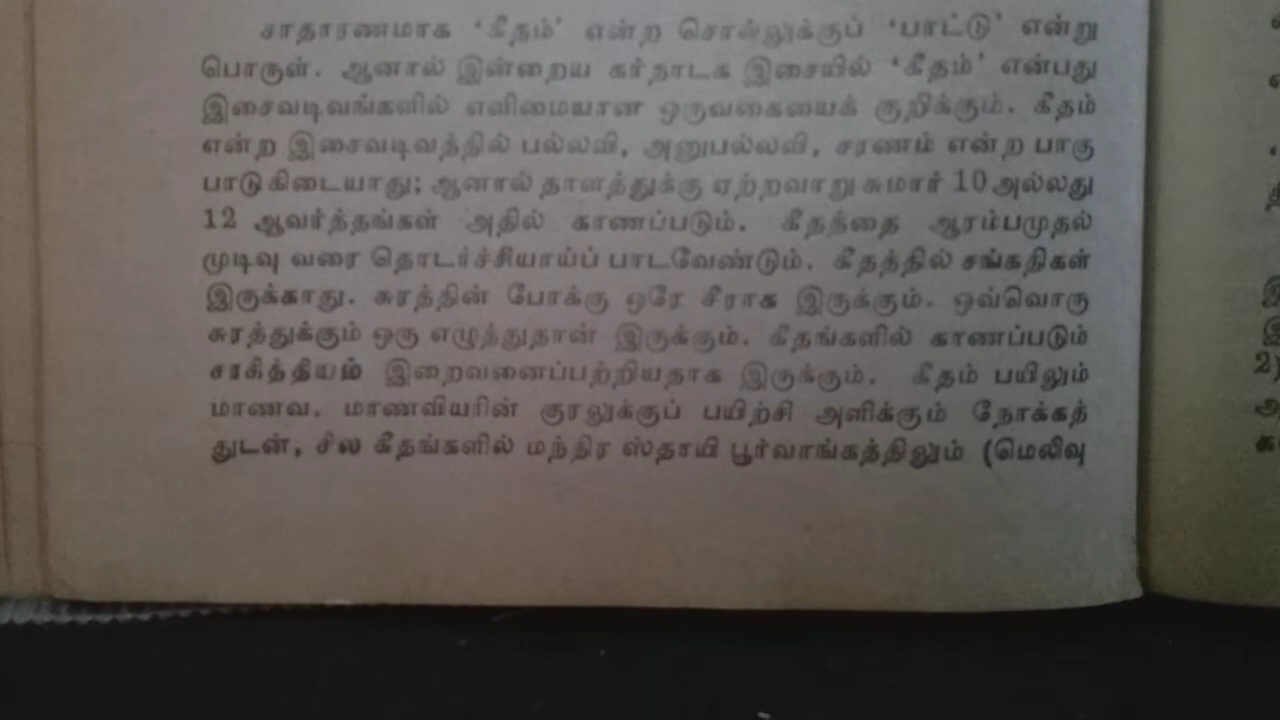 சாதாரணமாக ‘கீதம்’ என்ற சொல்லுக்குப் ‘பாட்டு’ என்று
பொருள். ஆனால் இன்றைய கர்நாடக இசையில் ‘கீதம்’ என்பது
இசைவடிவங்களில் எளிமையான ஒருவகையைக் குறிக்கும். கீதம்
என்ற இசைவடிவத்தில் பல்லவி, அனுபல்லவி, சரணம் என்ற பாகு
பாடுகிடையாது; ஆனால் தாளத்துக்கு ஏற்றவாறு சுமார் 10 அல்லது
12 ஆவர்த்தங்கள் அதில் காணப்படும். கீதத்தை ஆரம்பமுதல்
முடிவு வரை தொடர்ச்சியாய்ப் பாடவேண்டும். கீதத்தில் சங்கதிகள்
இருக்காது. சுரத்தின் போக்கு ஒரே சீராக இருக்கும். ஒவ்வொரு
சுரத்துக்கும் ஒரு எழுத்துதான் இருக்கும். கீதங்களில் காணப்படும்
சாகித்தியம் இறைவனைப்பற்றியதாக இருக்கும். கீதம் பயிலும்
மாணவ, மாணவியரின் குரலுக்குப் பயிற்சி அளிக்கும் நோக்கத்
துடன், சில கீதங்களில் மந்திர ஸ்தாயி பூர்வாங்கத்திலும் (மெலிவு